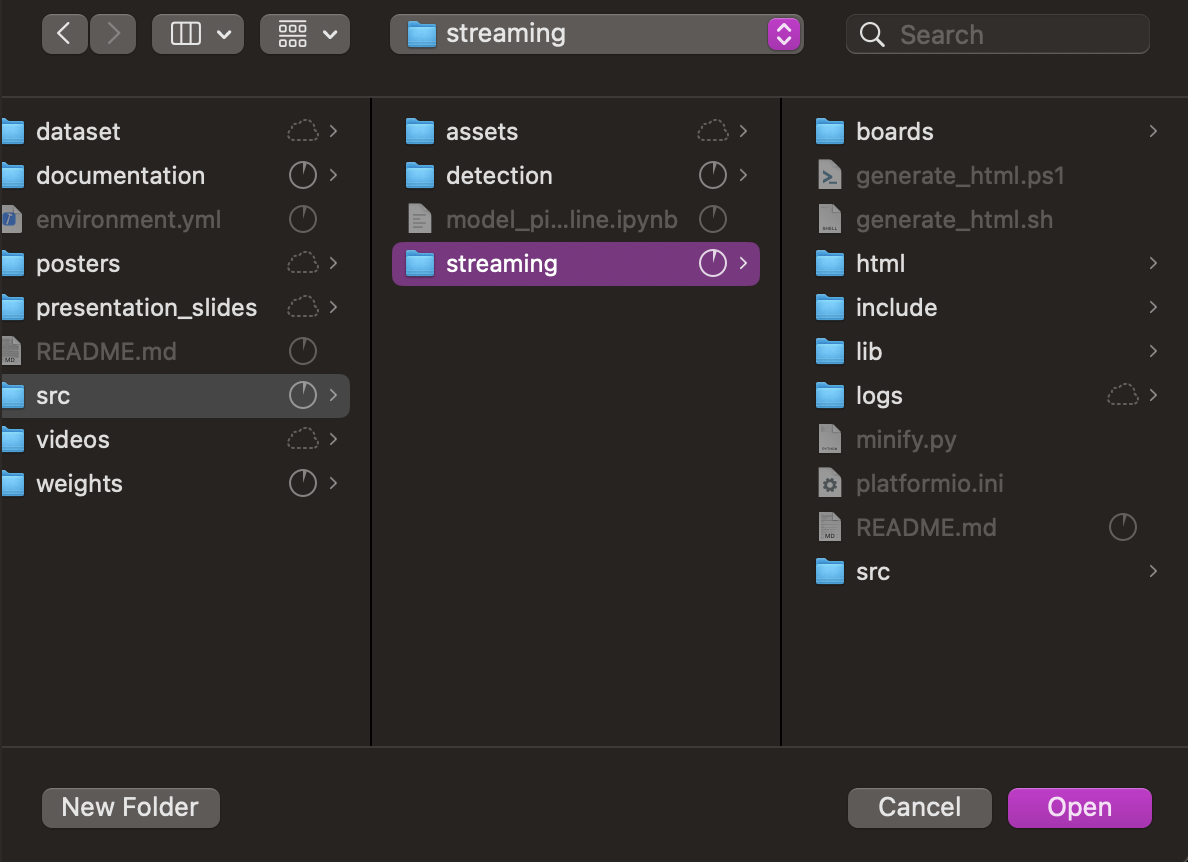 streaming
Search
dataset
documentation
environment.yml
posters
presentation_slides
README.md
src
videos
weights
assets
detection
model_pi...line.ipynb
streaming
boards
generate_html.ps1
generate_html.sh
html
include
lib
logs
minify.py
platformio.ini
README.md
src
New Folder
Cancel
Open